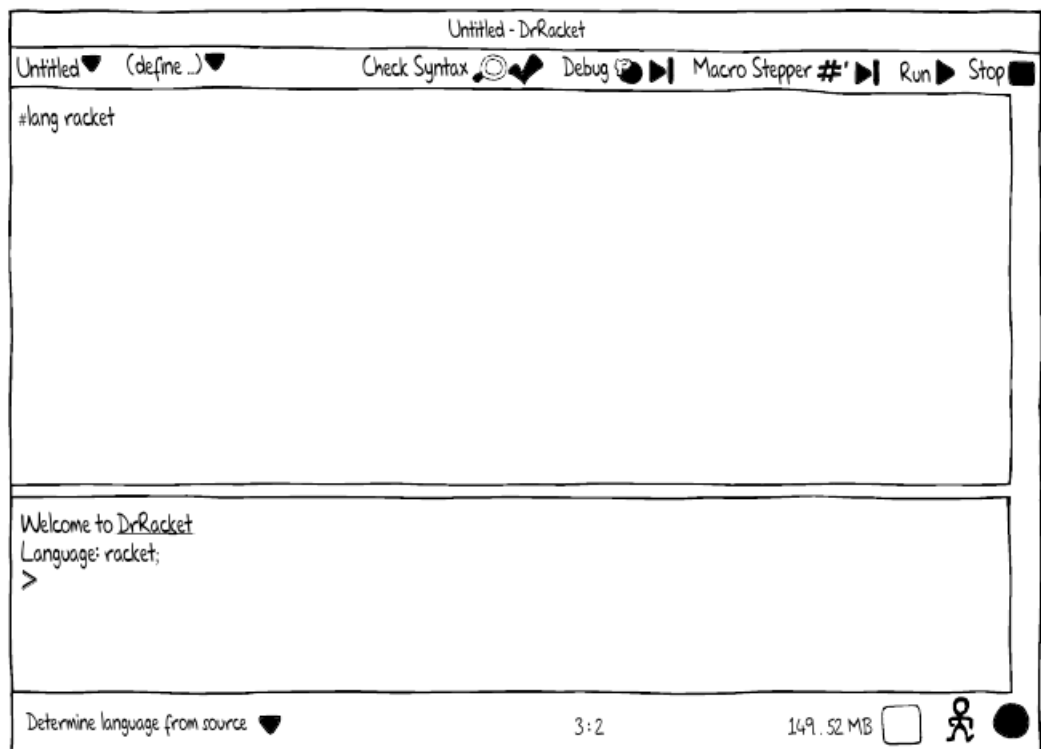 Untitled - DrRacket
Untitled (define ...) Check Syntax Debug Macro Stepper #' Run Stop
#lang racket
Welcome to DrRacket
Language: racket;
>
Determine language from source 3:2 149.52 MB